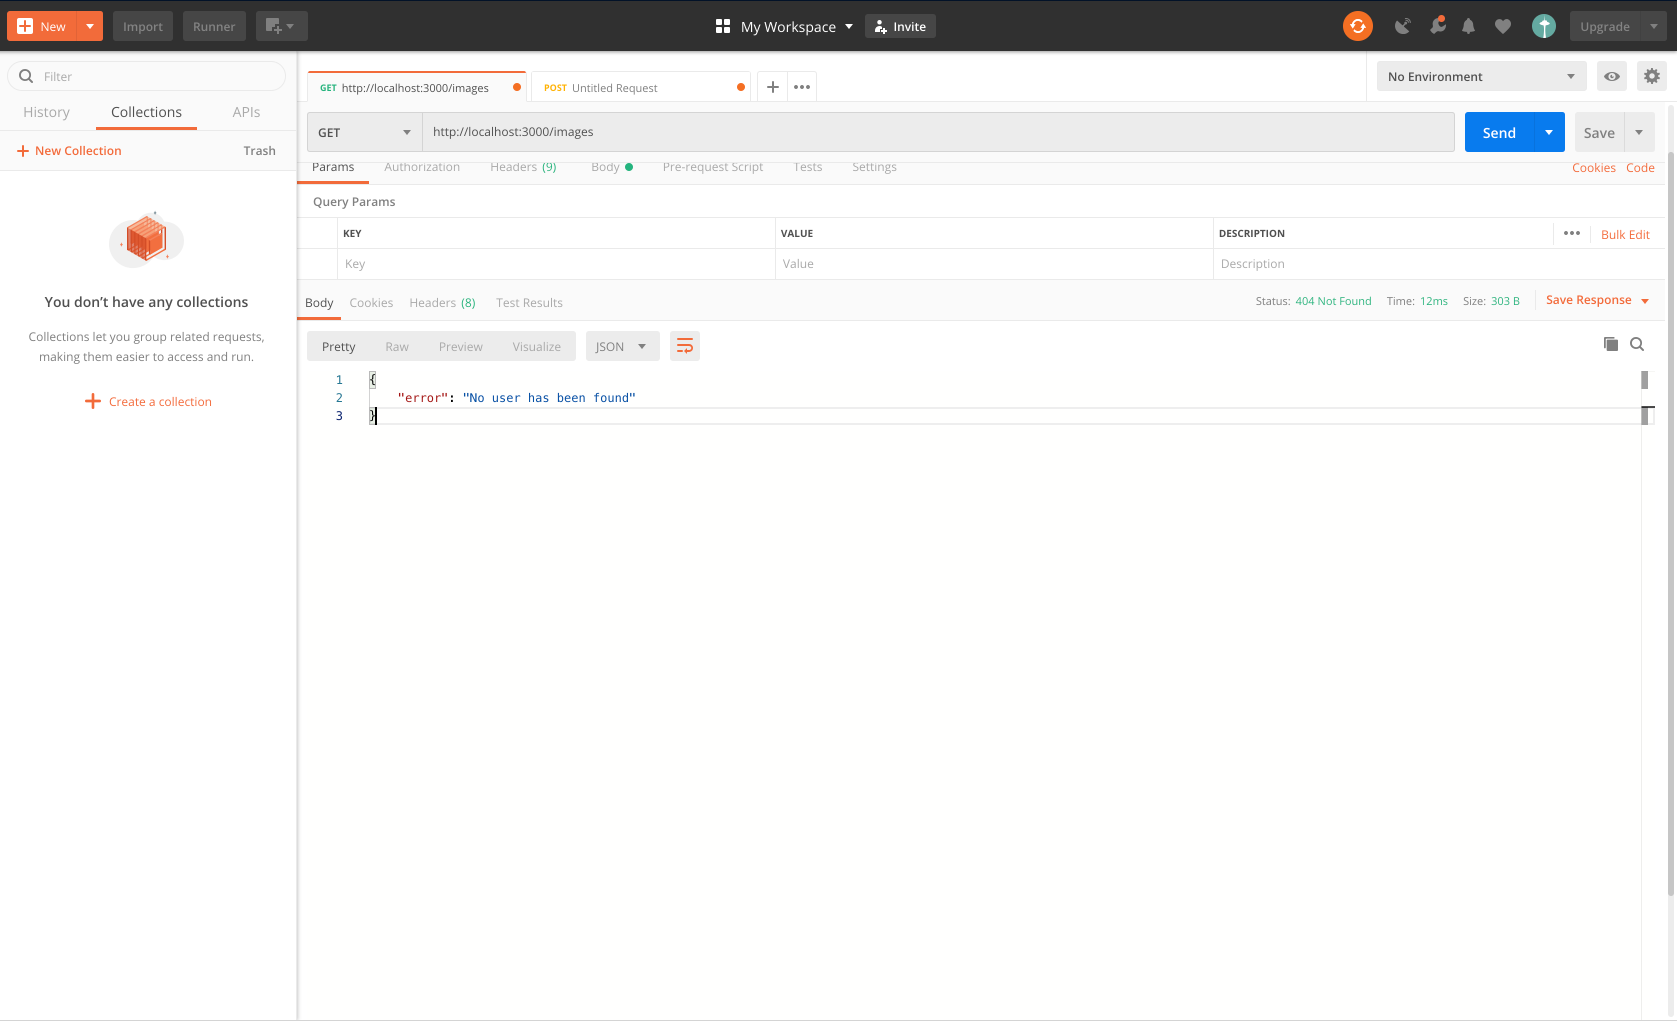 New
Import
Runner
My Workspace
Invite
Upgrade
Filter
History
Collections
APIs
New Collection
Trash
You don’t have any collections
Collections let you group related requests,
making them easier to access and run.
Create a collection
GET http://localhost:3000/images
POST Untitled Request
No Environment
GET
http://localhost:3000/images
Send
Save
Params
Authorization
Headers (9)
Body
Pre-request Script
Tests
Settings
Cookies
Code
Query Params
KEY
VALUE
DESCRIPTION
Bulk Edit
Key
Value
Description
Body
Cookies
Headers (8)
Test Results
Status: 404 Not Found
Time: 12ms
Size: 303 B
Save Response
Pretty
Raw
Preview
Visualize
JSON
1 {
2 "error": "No user has been found"
3 }